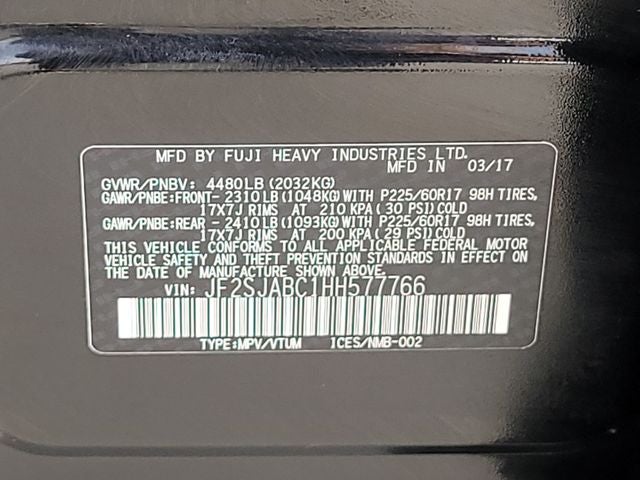 MFD BY FUJI HEAVY INDUSTRIES LTD.
MFD IN 03/17
GVWR/PNBV: 4480LB(2032KG)
GAWR/PNBE:FRONT-2310LB(1048KG)WITH P225/60R17 98H TIRES,
17X7J RIMS AT 210 KPA(30 PSI)COLD
GAWR/PNBE:REAR -2410LB(1093KG)WITH P225/60R17 98H TIRES,
17X7J RIMS AT 200 KPA(29 PSI)COLD
THIS VEHICLE CONFORMS TO ALL APPLICABLE FEDERAL MOTOR
VEHICLE SAFETY AND THEFT PREVENTION STANDARDS IN EFFECT
ON THE DATE OF MANUFACTURE SHOWN ABOVE.
VIN: JF2SJABC1HH577766
TYPE:MPV/VTUM ICES/NMB-002